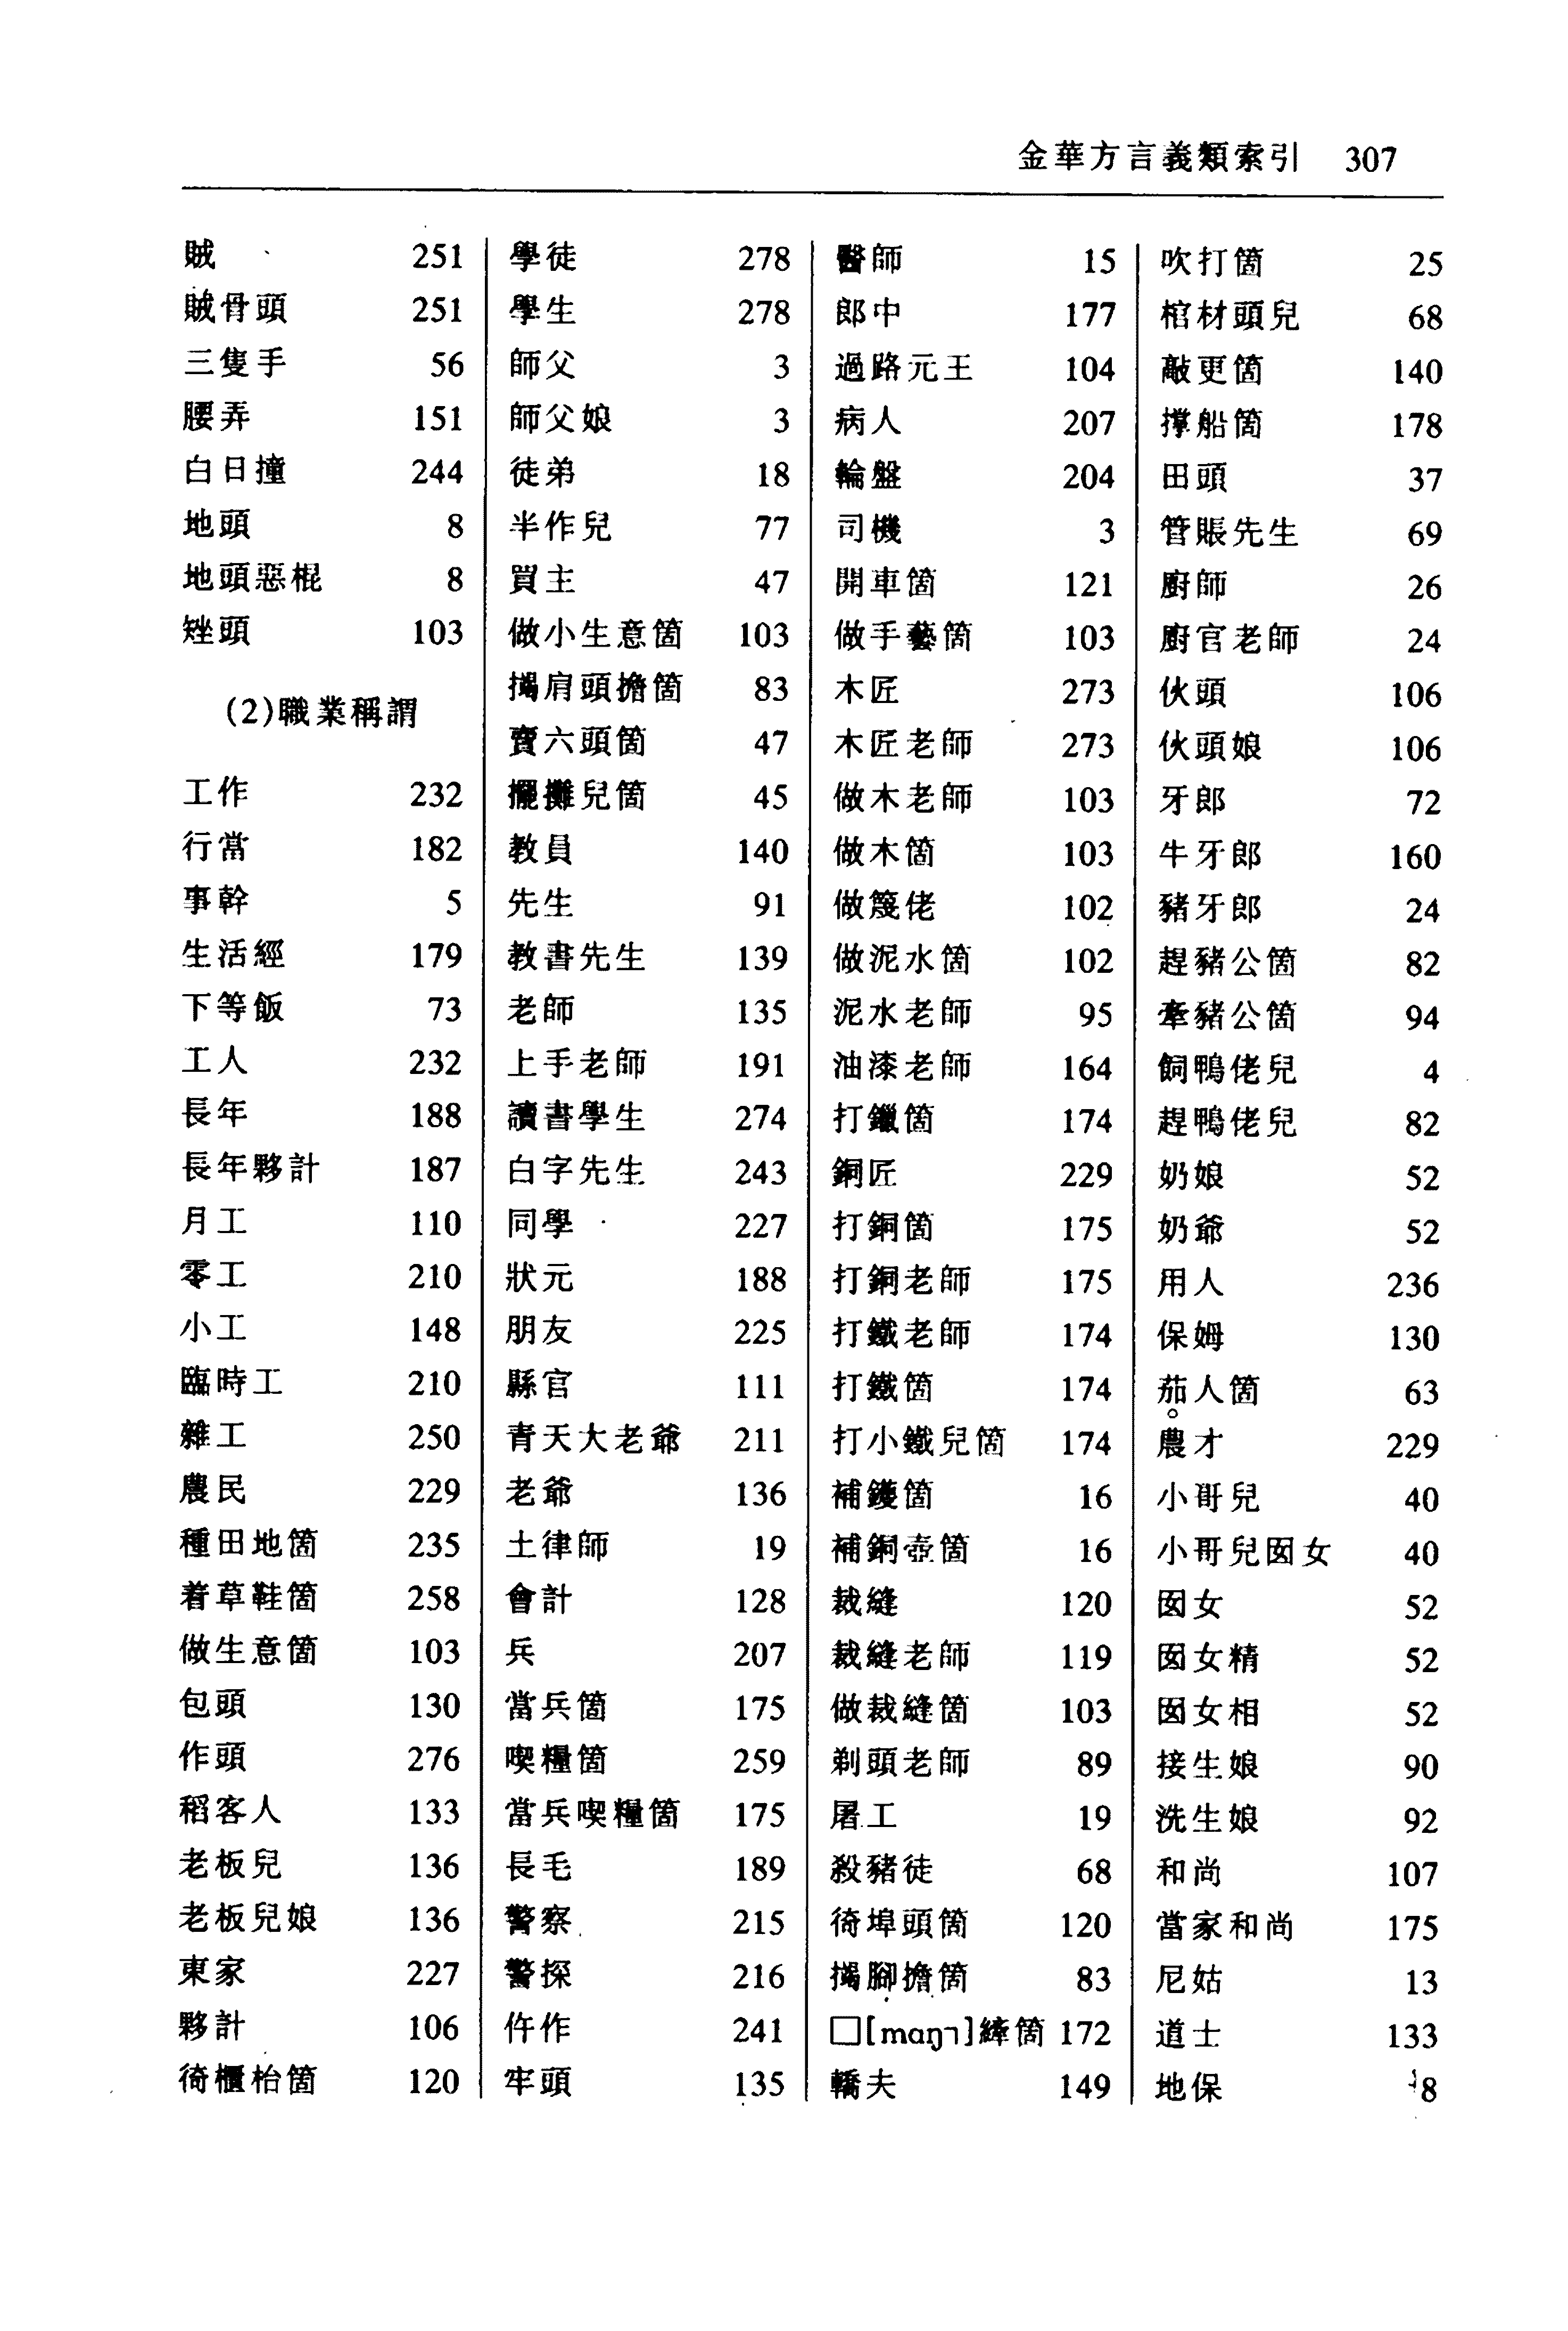 金華方言義類索引 307
賊 251
賊骨頭 251
三隻手 56
腰弄 151
白日撞 244
地頭 8
地頭惡棍 8
矬頭 103
(2)職業稱謂
工作 232
行當 182
事幹 5
生活經 179
下等飯 73
工人 232
長年 188
長年夥計 187
月工 110
零工 210
小工 148
臨時工 210
雜工 250
農民 229
種田地箇 235
着草鞋箇 258
做生意箇 103
包頭 130
作頭 276
稻客人 133
老板兒 136
老板兒娘 136
東家 227
夥計 106
徛櫃枱箇 120
學徒 278
學生 278
師父 3
師父娘 3
徒弟 18
半作兒 77
買主 47
做小生意箇 103
掆肩頭擔箇 83
賣六頭箇 47
擺攤兒箇 45
教員 140
先生 91
教書先生 139
老師 135
上手老師 191
讀書學生 274
白字先生 243
同學 227
狀元 188
朋友 225
縣官 111
青天大老爺 211
老爺 136
土律師 19
會計 128
兵 207
當兵箇 175
喫糧箇 259
當兵喫糧箇 175
長毛 189
警察 215
警探 216
仵作 241
牢頭 135
醫師 15
郎中 177
過路元王 104
病人 207
輪盤 204
司機 3
開車箇 121
做手藝箇 103
木匠 273
木匠老師 273
做木老師 103
做木箇 103
做篾佬 102
做泥水箇 102
泥水老師 95
油漆老師 164
打鑞箇 174
銅匠 229
打銅箇 175
打銅老師 175
打鐵老師 174
打鐵箇 174
打小鐵兒箇 174
補鑊箇 16
補銅壺箇 16
裁縫 120
裁縫老師 119
做裁縫箇 103
剃頭老師 89
屠工 19
殺豬徒 68
徛埠頭箇 120
掆腳擔箇 83
□[maŋ˥]縴箇 172
轎夫 149
吹打箇 25
棺材頭兒 68
敲更箇 140
撑船箇 178
田頭 37
管賬先生 69
廚師 26
廚官老師 24
伙頭 106
伙頭娘 106
牙郎 72
牛牙郎 160
豬牙郎 24
趕豬公箇 82
牽豬公箇 94
飼鴨佬兒 4
趕鴨佬兒 82
奶娘 52
奶爺 52
用人 236
保姆 130
茄人箇 63
農才 229
小哥兒 40
小哥兒囡女 40
囡女 52
囡女精 52
囡女相 52
接生娘 90
洗生娘 92
和尚 107
當家和尚 175
尼姑 13
道士 133
地保 8